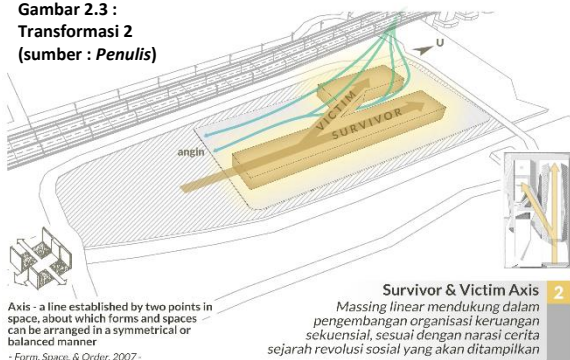 Gambar 2.3 :
Transformasi 2
(sumber : Penulis)
U
VICTIM
SURVIVOR
angin
Axis - a line established by two points in
space, about which forms and spaces
can be arranged in a symmetrical or
balanced manner
- Form, Space, & Order, 2007 -
Survivor & Victim Axis 2
Massing linear mendukung dalam
pengembangan organisasi keruangan
sekuensial, sesuai dengan narasi cerita
sejarah revolusi sosial yang akan ditampilkan